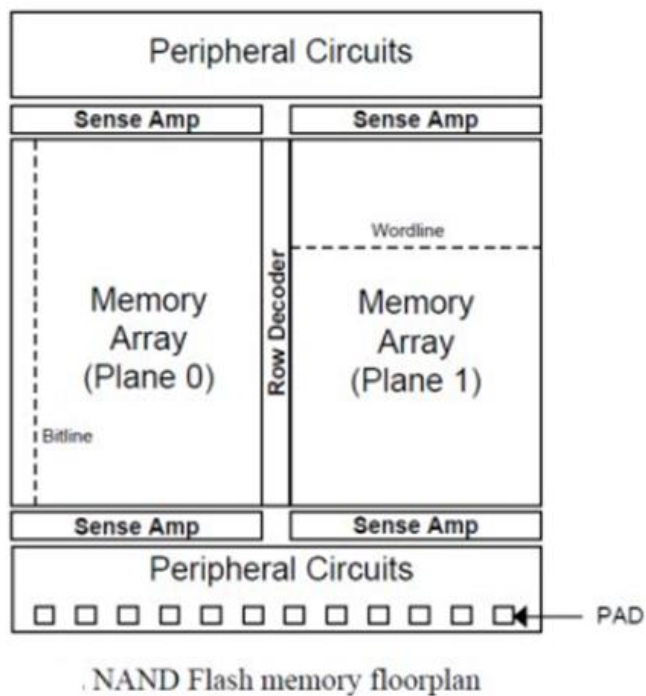 Peripheral Circuits
Sense Amp
Sense Amp
Wordline
Memory
Array
(Plane 0)
Row Decoder
Memory
Array
(Plane 1)
Bitline
Sense Amp
Sense Amp
Peripheral Circuits
PAD
. NAND Flash memory floorplan